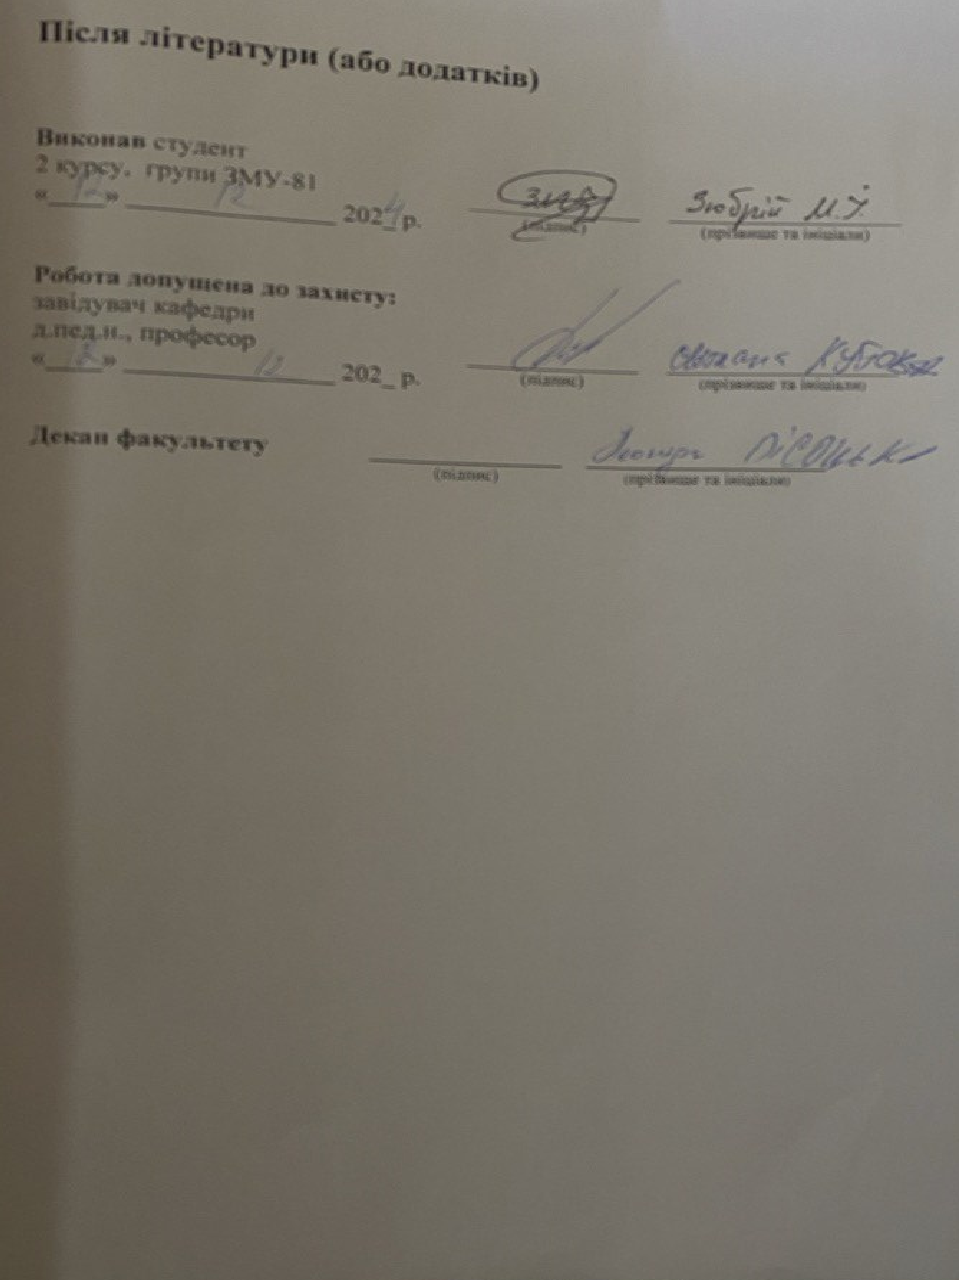 Після літератури (або додатків)
Виконав студент
2 курсу, групи ЗМУ-81
«12» 12 2024 р.
Зюбрій М.У.
(підпис)
(прізвище та ініціали)
Робота допущена до захисту:
завідувач кафедри
д.пед.н., професор
«12» 12 202_ р.
(підпис)
(прізвище та ініціали)
Декан факультету
(підпис)
(прізвище та ініціали)